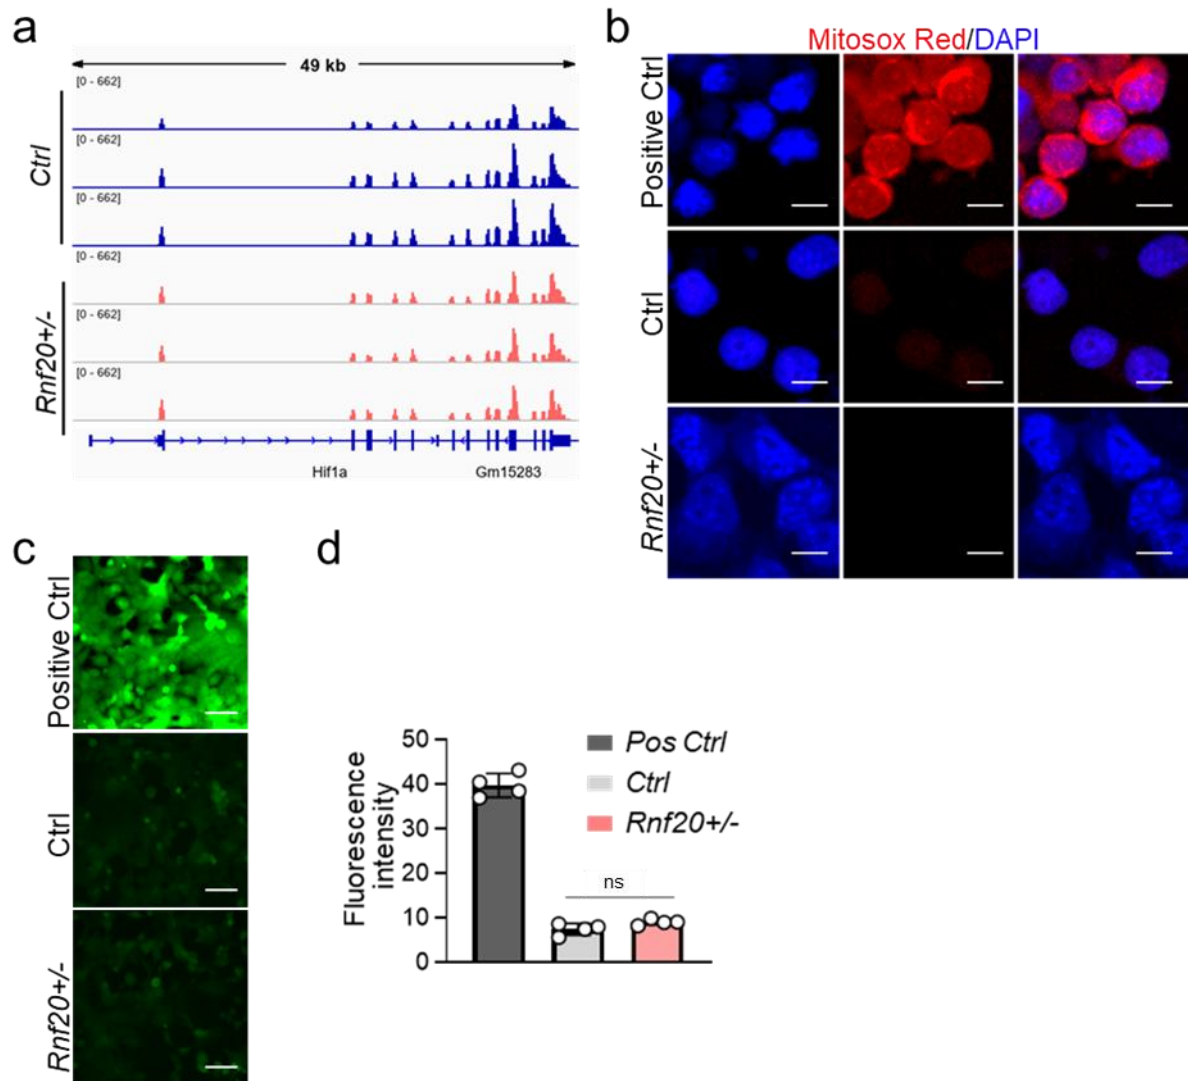 a
49 kb
[0 - 662]
[0 - 662]
[0 - 662]
[0 - 662]
[0 - 662]
[0 - 662]
Ctrl
Rnf20+/-
Hif1a
Gm15283
b
Mitosox Red/DAPI
Positive Ctrl
Ctrl
Rnf20+/-
c
Positive Ctrl
Ctrl
Rnf20+/-
d
Fluorescence
intensity
50
40
30
20
10
0
Pos Ctrl
Ctrl
Rnf20+/-
ns